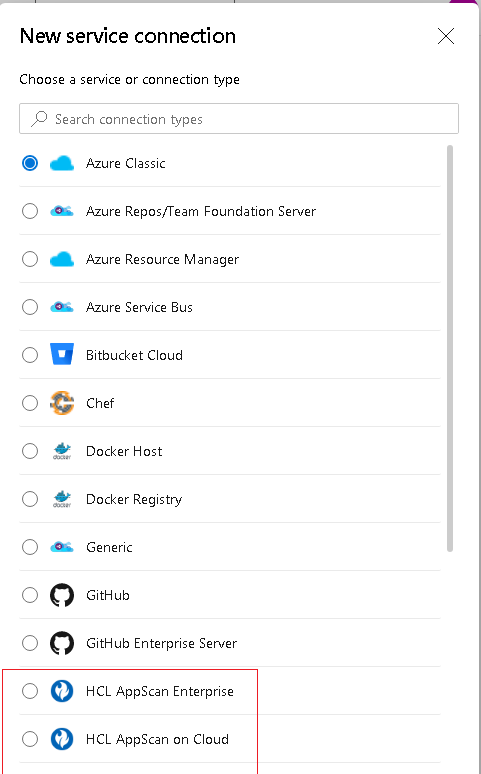 New service connection
Choose a service or connection type
Search connection types
Azure Classic
Azure Repos/Team Foundation Server
Azure Resource Manager
Azure Service Bus
Bitbucket Cloud
Chef
docker
Docker Host
docker
Docker Registry
Generic
GitHub
GitHub Enterprise Server
HCL AppScan Enterprise
HCL AppScan on Cloud